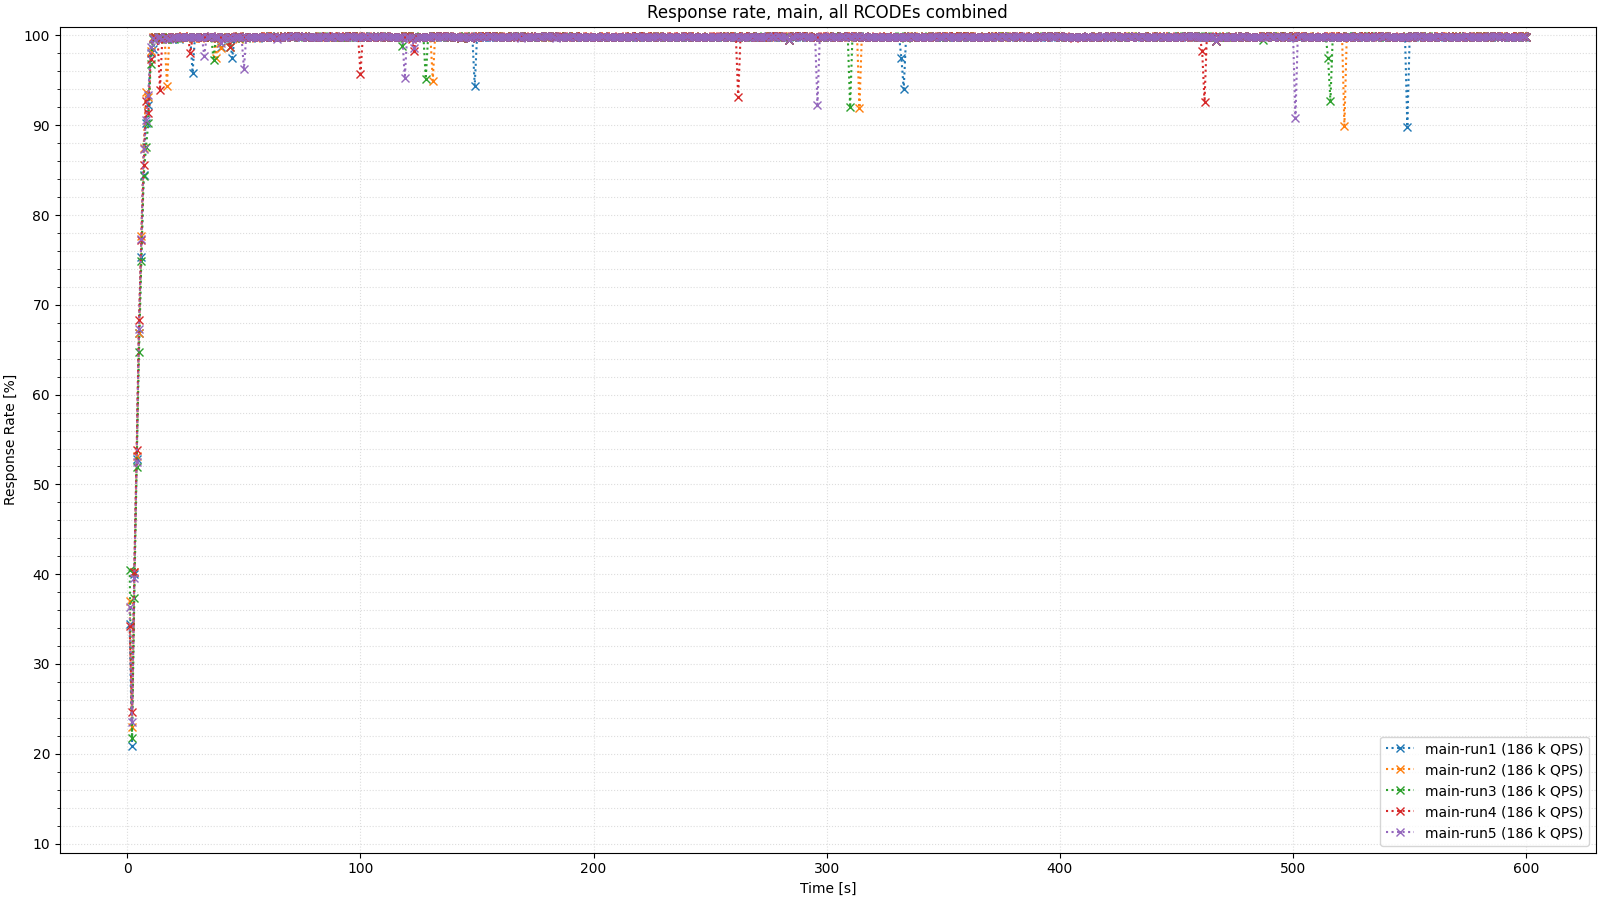 Response rate, main, all RCODEs combined
Response Rate [%]
100
90
80
70
60
50
40
30
20
10
0
100
200
300
400
500
600
Time [s]
main-run1 (186 k QPS)
main-run2 (186 k QPS)
main-run3 (186 k QPS)
main-run4 (186 k QPS)
main-run5 (186 k QPS)